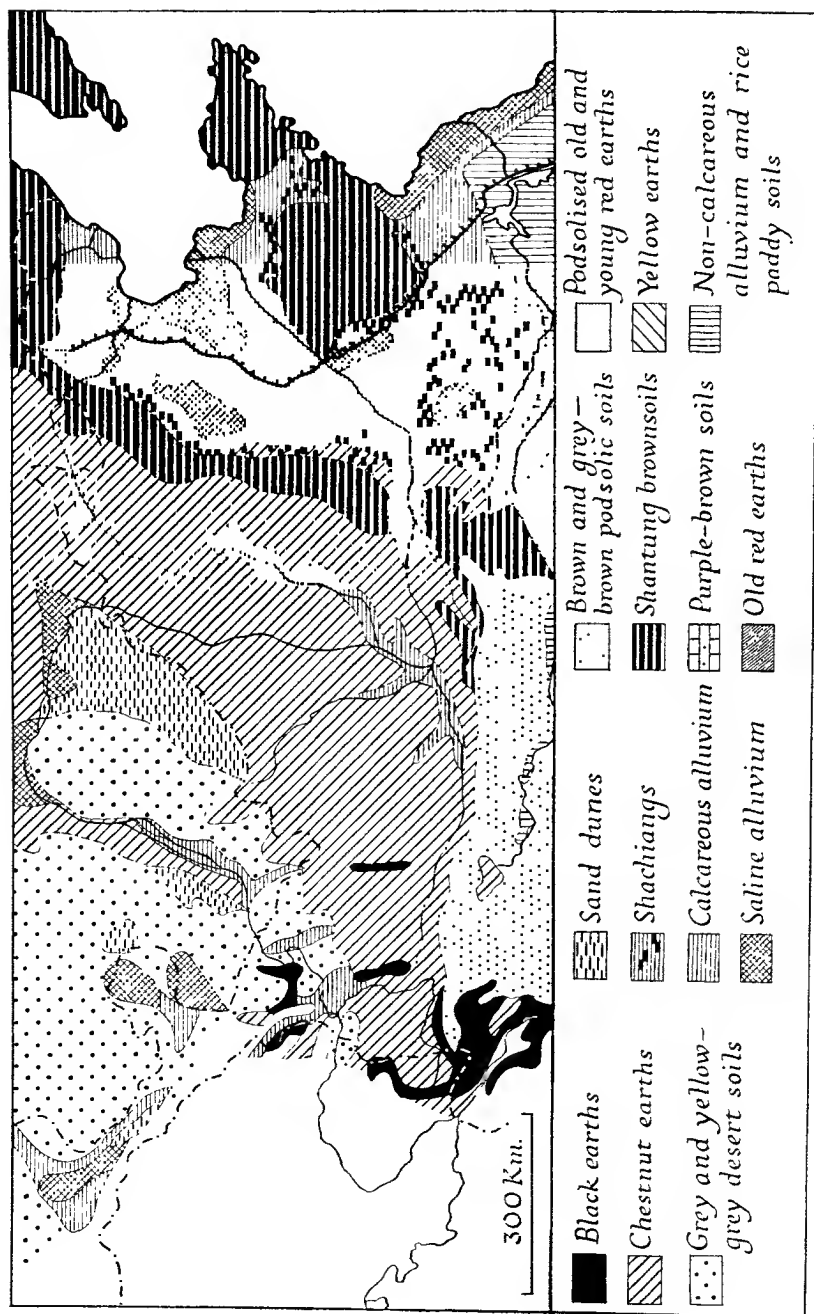 300 Km.
Black earths
Chestnut earths
Grey and yellow–
grey desert soils
Sand dunes
Shachiangs
Calcareous alluvium
Saline alluvium
Brown and grey–
brown podsolic soils
Shantung brownsoils
Purple-brown soils
Old red earths
Podsolised old and
young red earths
Yellow earths
Non-calcareous
alluvium and rice
paddy soils